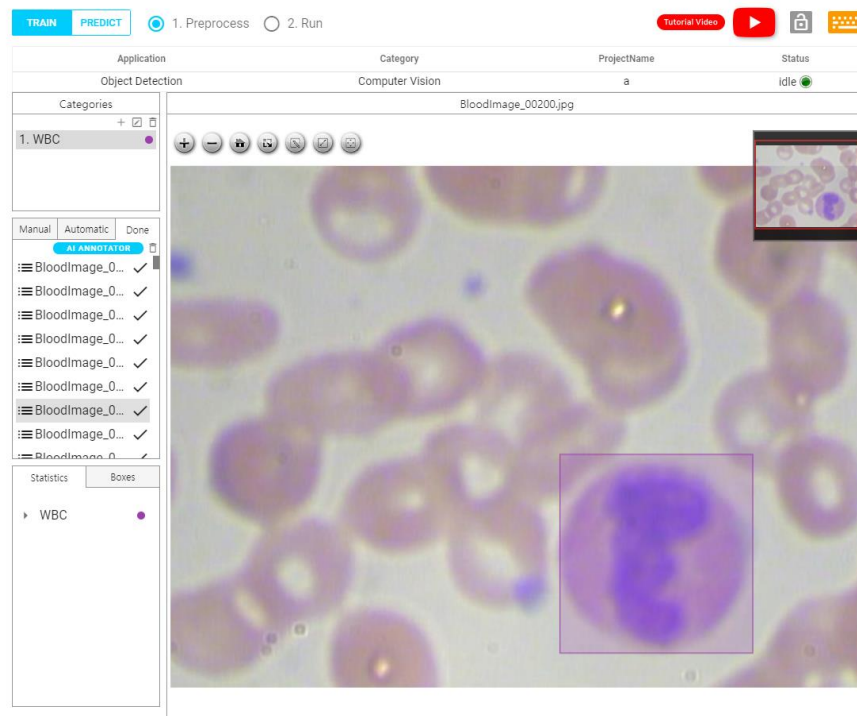 TRAIN PREDICT 1. Preprocess 2. Run Tutorial Video
Application Category ProjectName Status
Object Detection Computer Vision a idle
Categories
BloodImage_00200.jpg
1. WBC
Manual Automatic Done
AI ANNOTATOR
BloodImage_0...
BloodImage_0...
BloodImage_0...
BloodImage_0...
BloodImage_0...
BloodImage_0...
BloodImage_0...
BloodImage_0...
BloodImage_0
Statistics Boxes
WBC